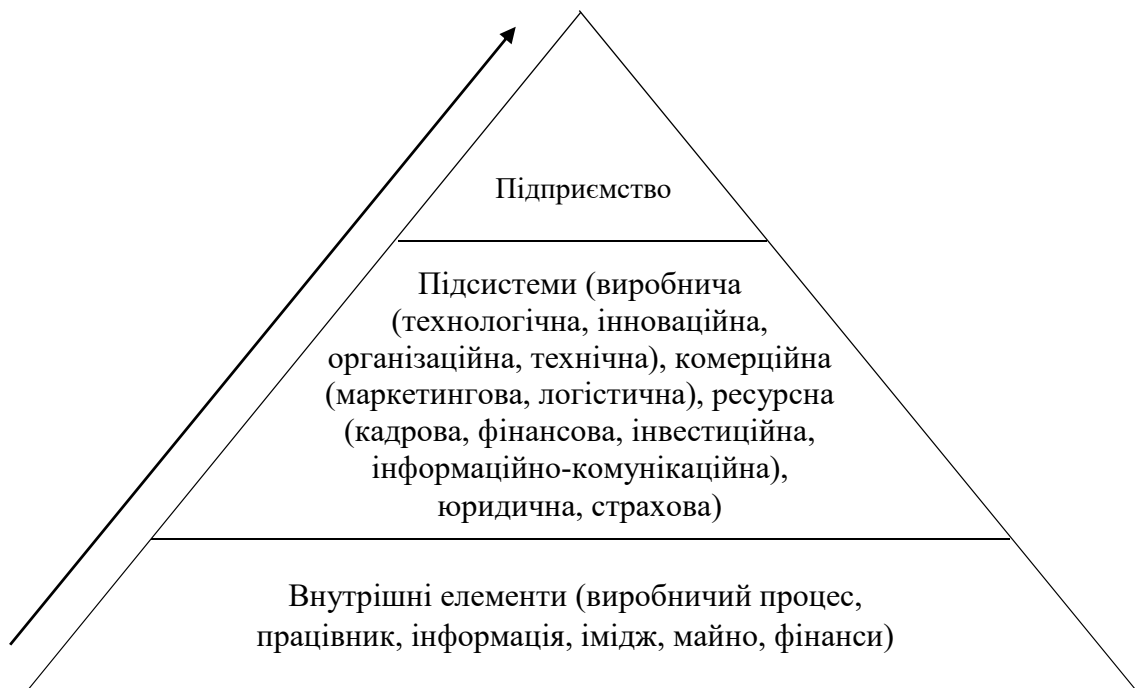 Підприємство
Підсистеми (виробнича
(технологічна, інноваційна,
організаційна, технічна), комерційна
(маркетингова, логістична), ресурсна
(кадрова, фінансова, інвестиційна,
інформаційно-комунікаційна),
юридична, страхова)
Внутрішні елементи (виробничий процес,
працівник, інформація, імідж, майно, фінанси)